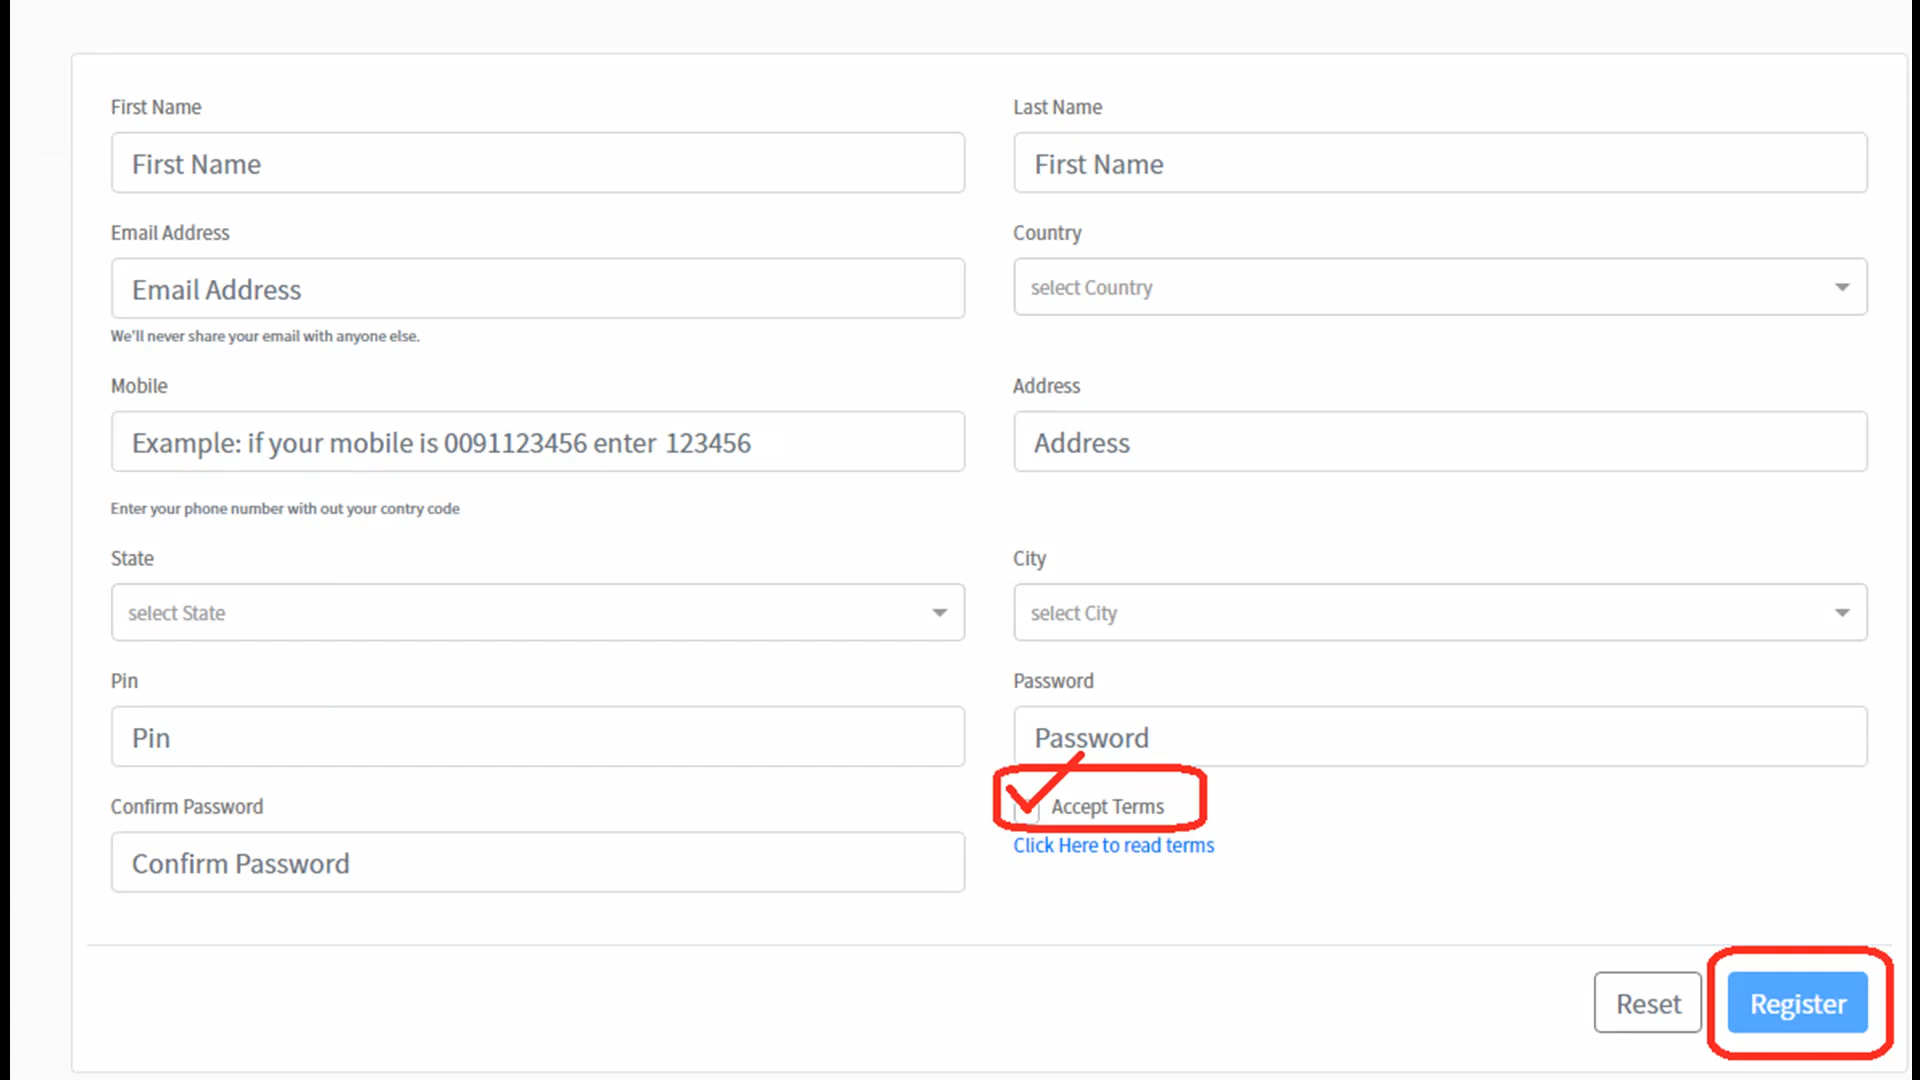 First Name
Last Name
First Name
First Name
Email Address
Country
Email Address
select Country
We'll never share your email with anyone else.
Mobile
Address
Example: if your mobile is 0091123456 enter 123456
Address
Enter your phone number with out your contry code
State
City
select State
select City
Pin
Password
Pin
Password
Confirm Password
Accept Terms
Click Here to read terms
Confirm Password
Reset
Register